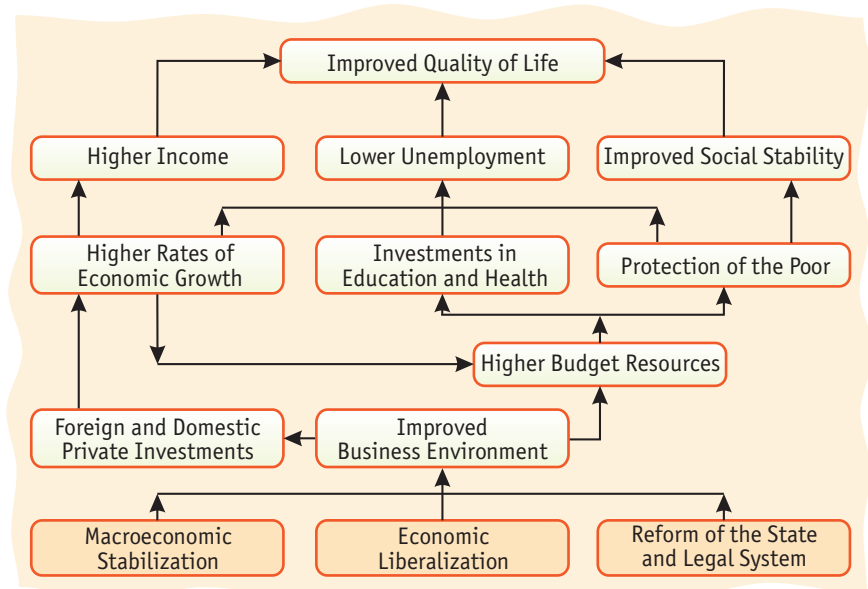 Improved Quality of Life
Higher Income
Lower Unemployment
Improved Social Stability
Higher Rates of
Economic Growth
Investments in
Education and Health
Protection of the Poor
Higher Budget Resources
Foreign and Domestic
Private Investments
Improved
Business Environment
Macroeconomic
Stabilization
Economic
Liberalization
Reform of the State
and Legal System